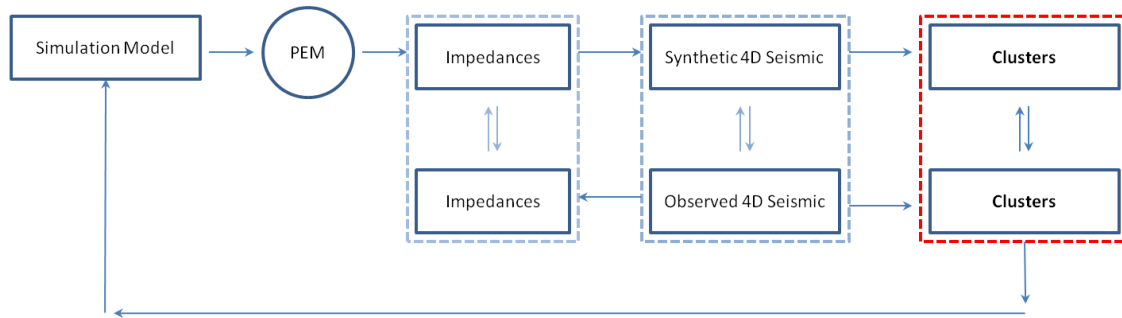 Simulation Model
PEM
Impedances
Synthetic 4D Seismic
Clusters
Impedances
Observed 4D Seismic
Clusters